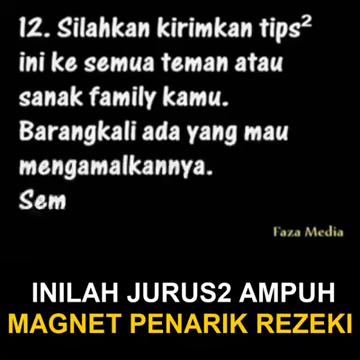 12. Silahkan kirimkan tips²
ini ke semua teman atau
sanak family kamu.
Barangkali ada yang mau
mengamalkannya.
Sem
Faza Media
INILAH JURUS2 AMPUH
MAGNET PENARIK REZEKI